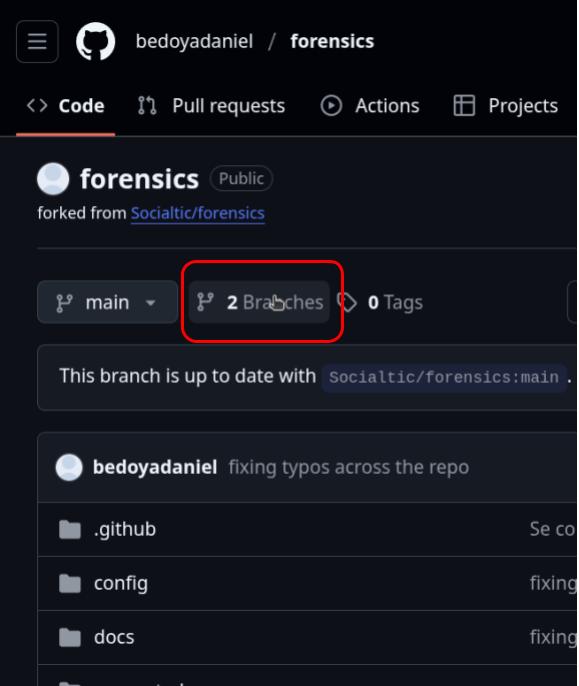 bedoyadaniel / forensics
<> Code Pull requests Actions Projects
forensics Public
forked from Socialtic/forensics
main 2 Branches 0 Tags
This branch is up to date with Socialtic/forensics:main .
bedoyadaniel fixing typos across the repo
.github Se co
config fixing
docs fixing